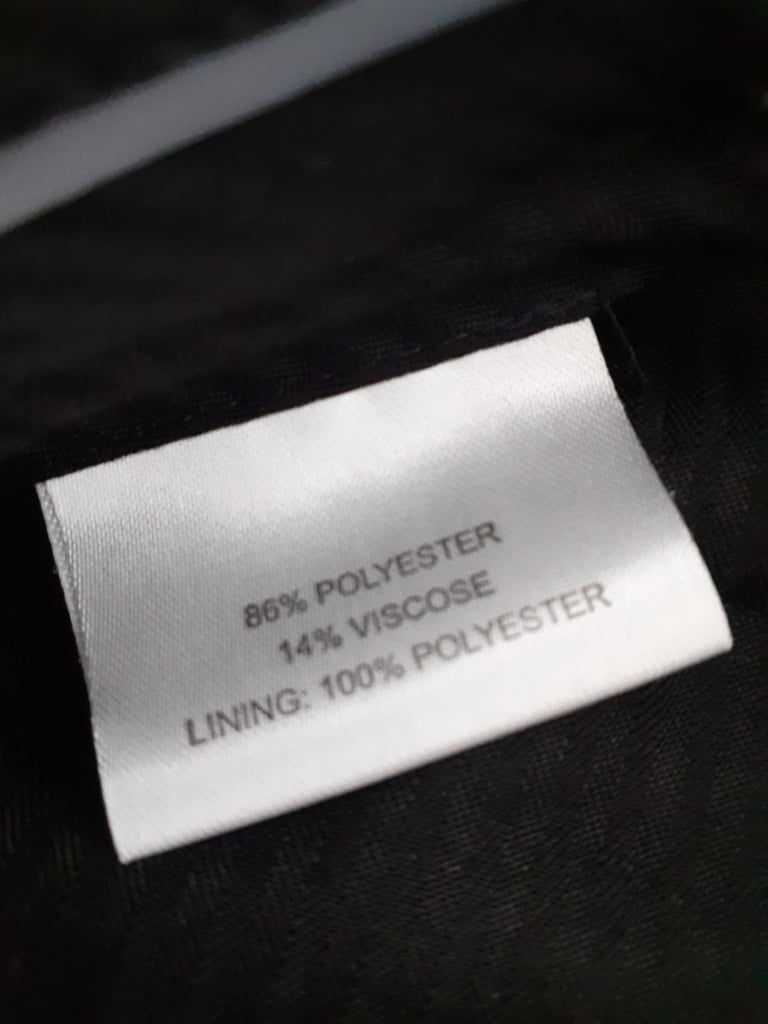 86% POLYESTER
14% VISCOSE
LINING: 100% POLYESTER